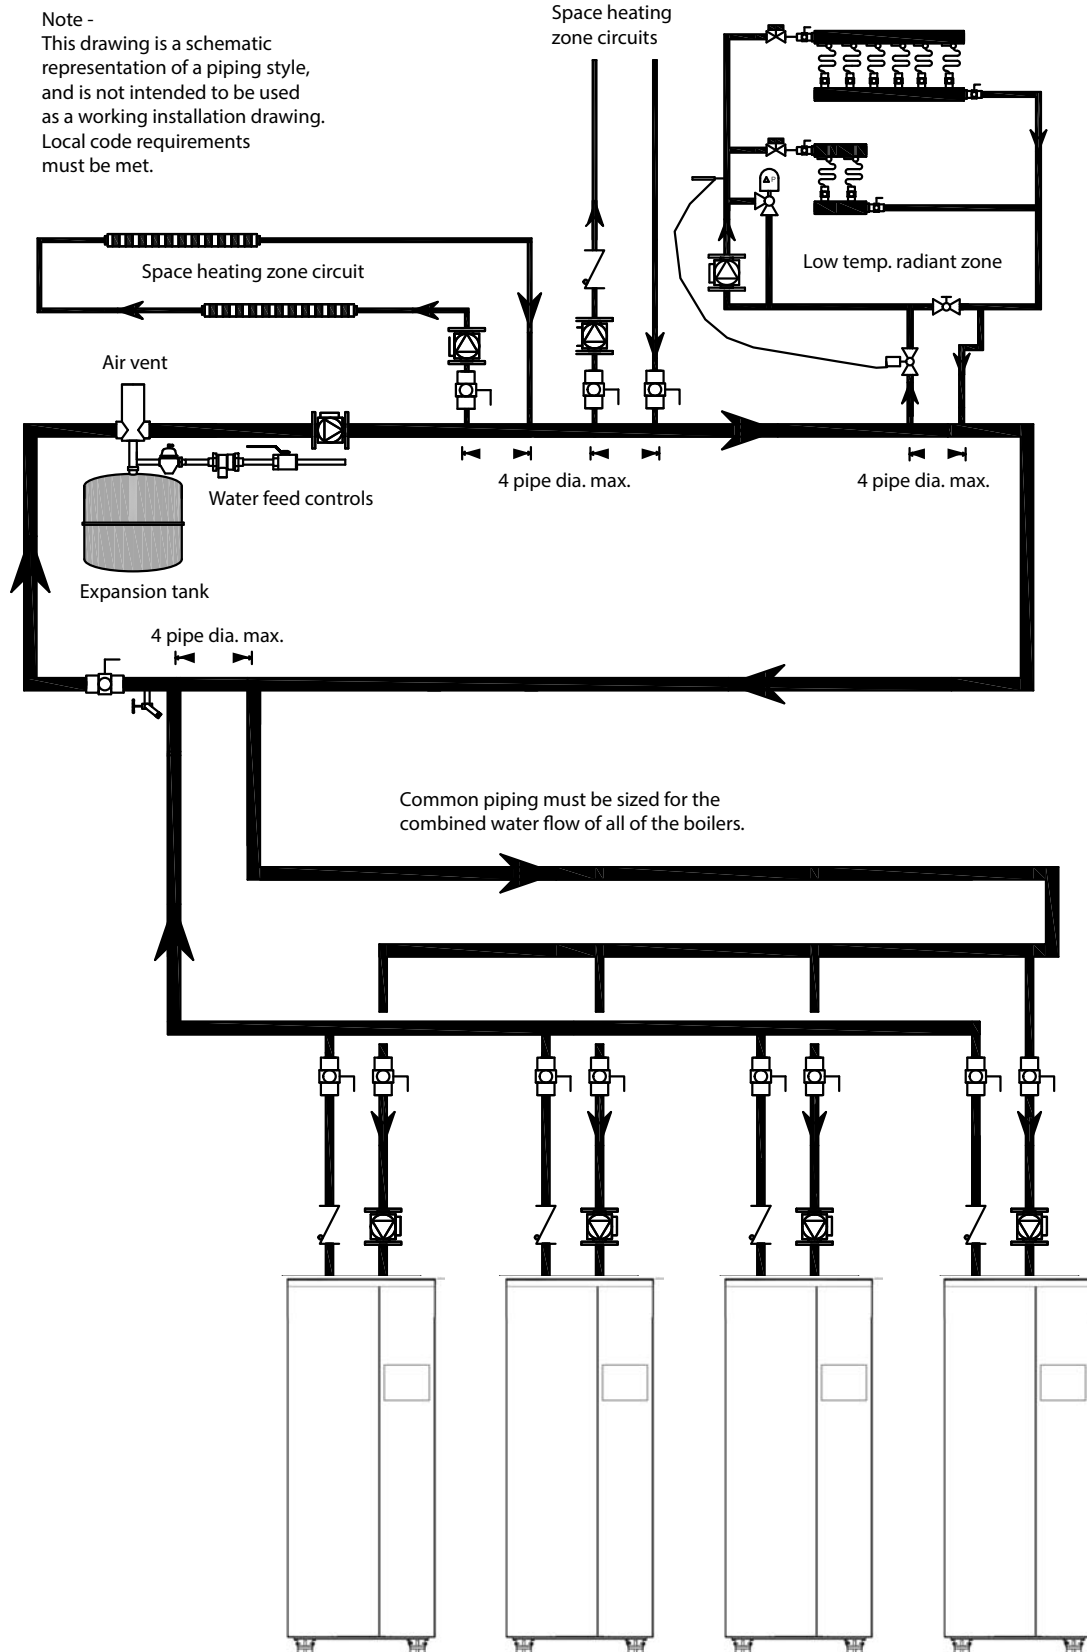 Note -
This drawing is a schematic
representation of a piping style,
and is not intended to be used
as a working installation drawing.
Local code requirements
must be met.
Space heating
zone circuits
P
Space heating zone circuit
Low temp. radiant zone
Air vent
4 pipe dia. max.
4 pipe dia. max.
Water feed controls
Expansion tank
4 pipe dia. max.
Common piping must be sized for the
combined water flow of all of the boilers.